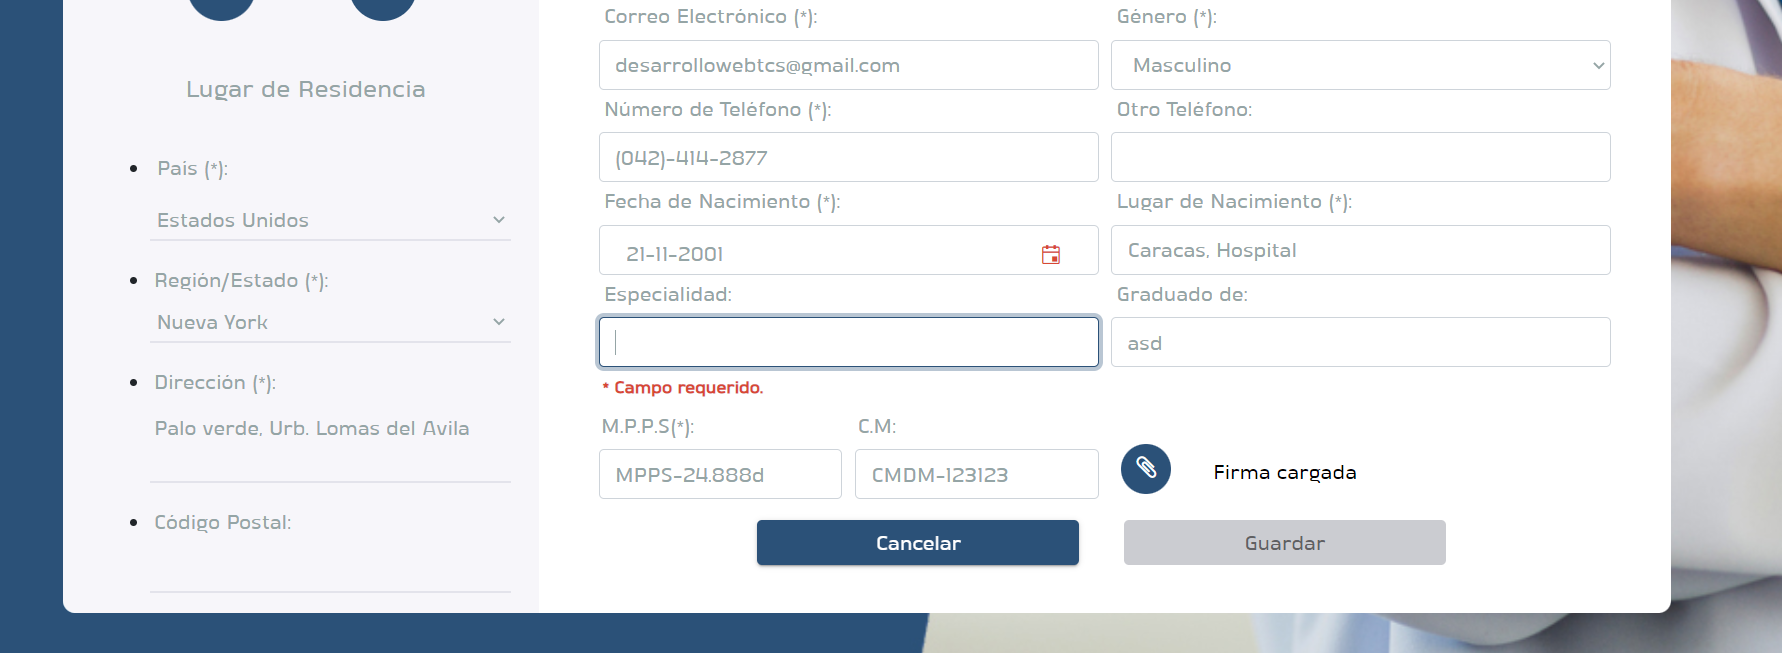 Lugar de Residencia
Pais (*):
Estados Unidos
Región/Estado (*):
Nueva York
Dirección (*):
Palo verde, Urb. Lomas del Avila
Código Postal:
Correo Electrónico (*):
desarrollowebtcs@gmail.com
Género (*):
Masculino
Número de Teléfono (*):
(042)-414-2877
Otro Teléfono:
Fecha de Nacimiento (*):
21-11-2001
Lugar de Nacimiento (*):
Caracas, Hospital
Especialidad:
* Campo requerido.
Graduado de:
asd
M.P.P.S(*):
MPPS-24.888d
C.M:
CMDM-123123
Firma cargada
Cancelar
Guardar